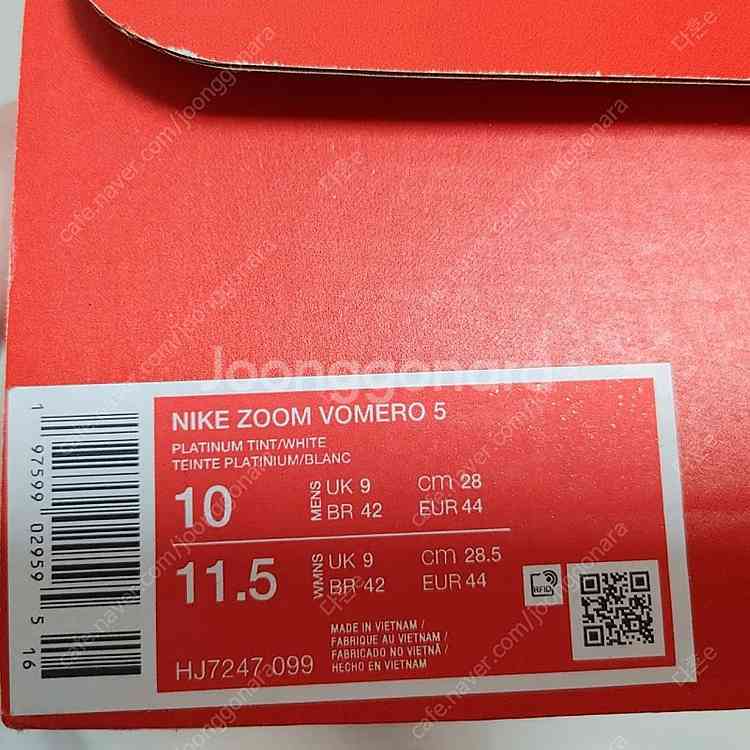 Joonggonara
NIKE ZOOM VOMERO 5
PLATINUM TINT/WHITE
TEINTE PLATINIUM/BLANC
10 MENS UK 9 cm 28
BR 42 EUR 44
11.5 WMNS UK 9 cm 28.5
BR 42 EUR 44
RFID
MADE IN VIETNAM /
FABRIQUE AU VIETNAM /
FABRICADO NO VIETNÃ /
HECHO EN VIETNAM
HJ7247 099
1 97599 02959 5 16
cafe.naver.com/joonggonara